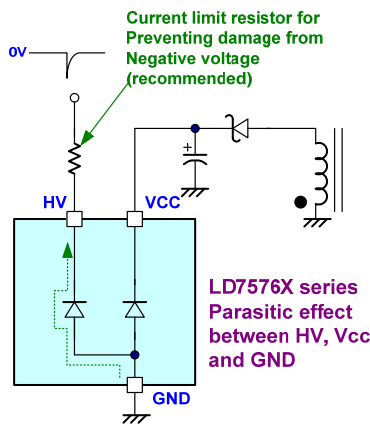 Current limit resistor for
Preventing damage from
Negative voltage
(recommended)
0V
+
HV
VCC
LD7576X series
Parasitic effect
between HV, Vcc
and GND
GND